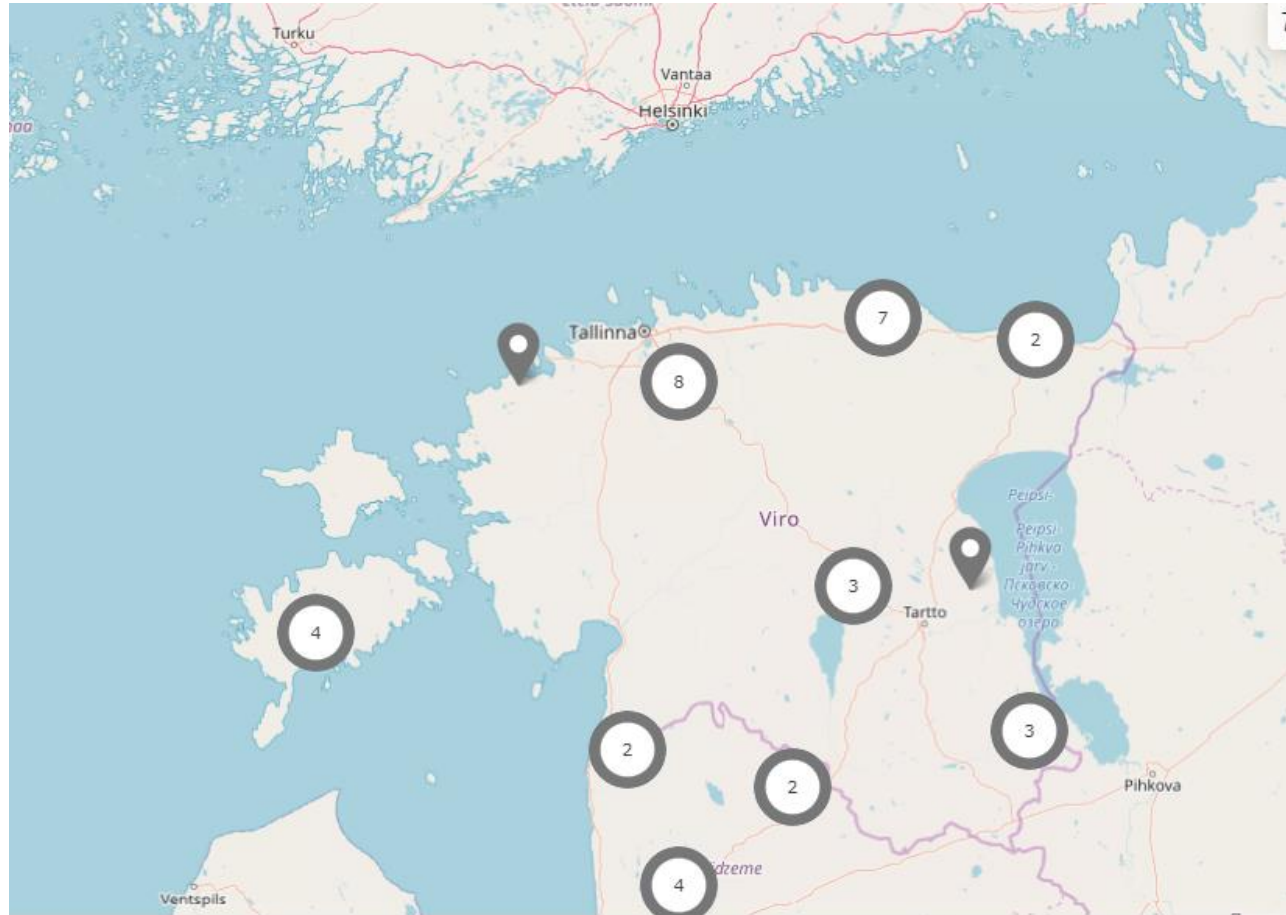 Turku
Vantaa
Helsinki
Tallinna
7
2
8
Viro
Peipsi-
Peipsi-
Pihkva
järv -
Псковско-
Чудское
озеро
3
Tartto
4
3
2
2
Pihkova
4
Ventspils